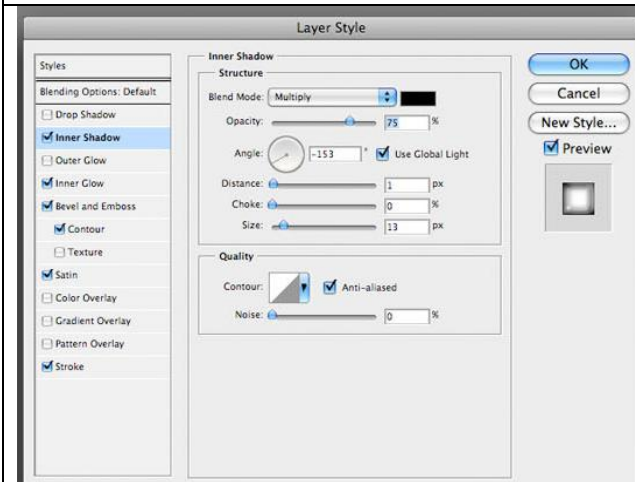 Layer Style
Styles
Blending Options: Default
Drop Shadow
Inner Shadow
Outer Glow
Inner Glow
Bevel and Emboss
Contour
Texture
Satin
Color Overlay
Gradient Overlay
Pattern Overlay
Stroke
Inner Shadow
Structure
Blend Mode: Multiply
Opacity: 75 %
Angle: -153 ° Use Global Light
Distance: 1 px
Choke: 0 %
Size: 13 px
Quality
Contour: Anti-aliased
Noise: 0 %
OK
Cancel
New Style...
Preview